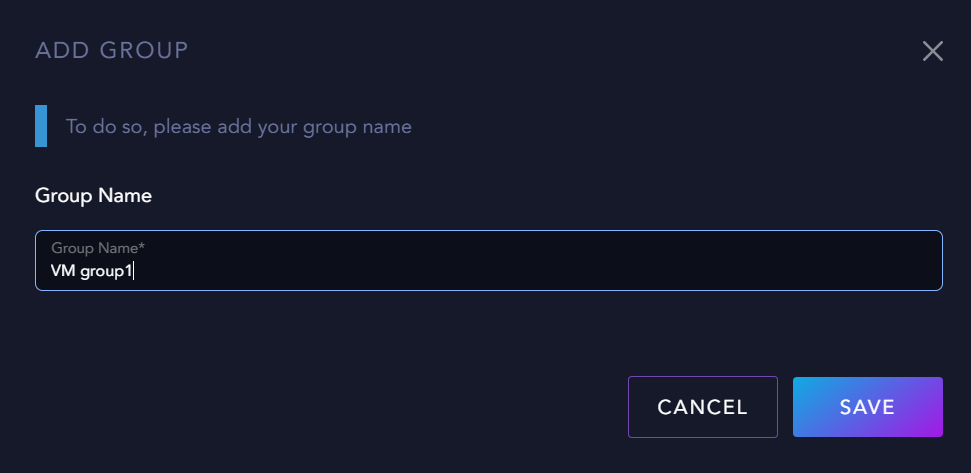 ADD GROUP
To do so, please add your group name
Group Name
Group Name*
VM group1
CANCEL
SAVE